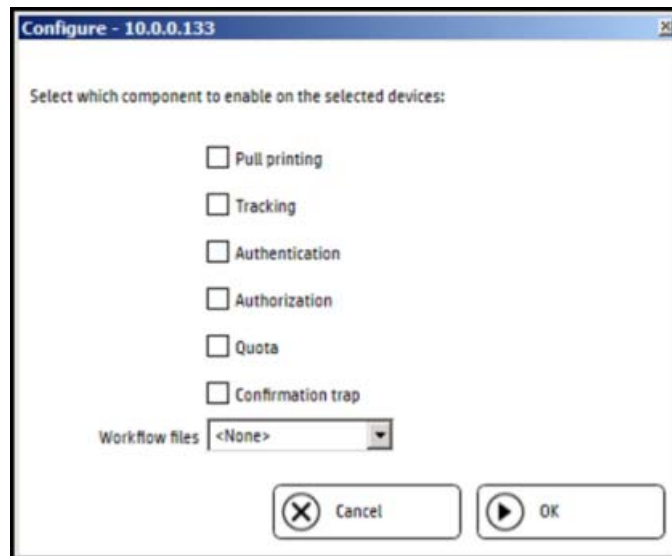 Configure - 10.0.0.133
Select which component to enable on the selected devices:
Pull printing
Tracking
Authentication
Authorization
Quota
Confirmation trap
Workflow files <None>
Cancel OK